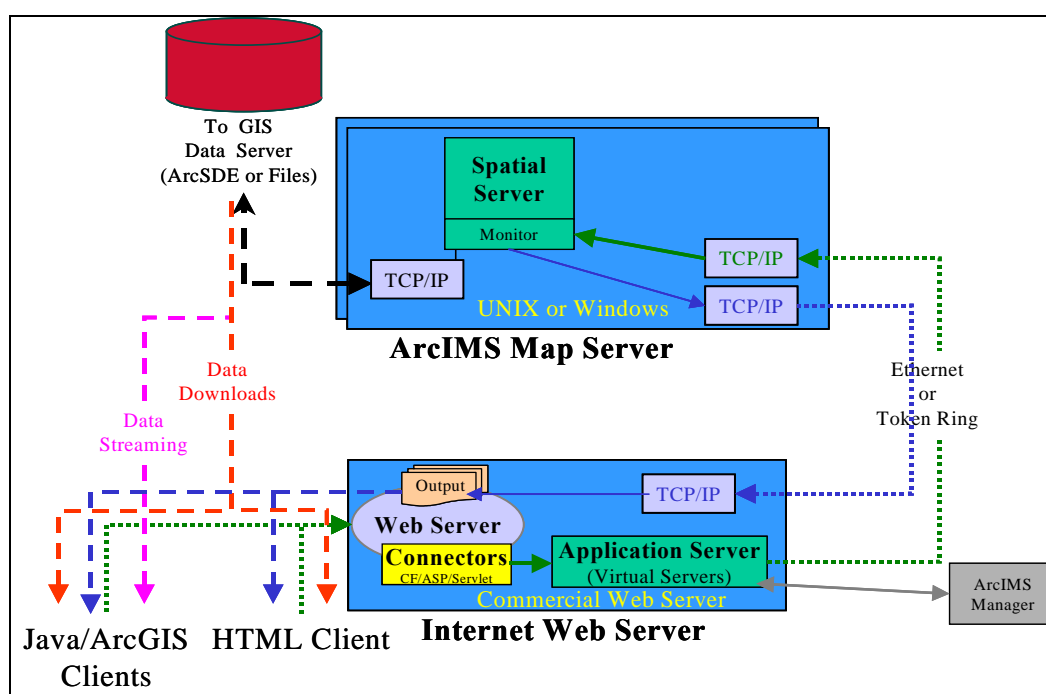 To GIS
Data Server
(ArcSDE or Files)
Spatial
Server
Monitor
TCP/IP
TCP/IP
TCP/IP
UNIX or Windows
ArcIMS Map Server
Data
Downloads
Data
Streaming
Ethernet
or
Token Ring
Output
TCP/IP
Web Server
Connectors
CF/ASP/Servlet
Application Server
(Virtual Servers)
Commercial Web Server
Internet Web Server
ArcIMS
Manager
Java/ArcGIS
Clients
HTML Client